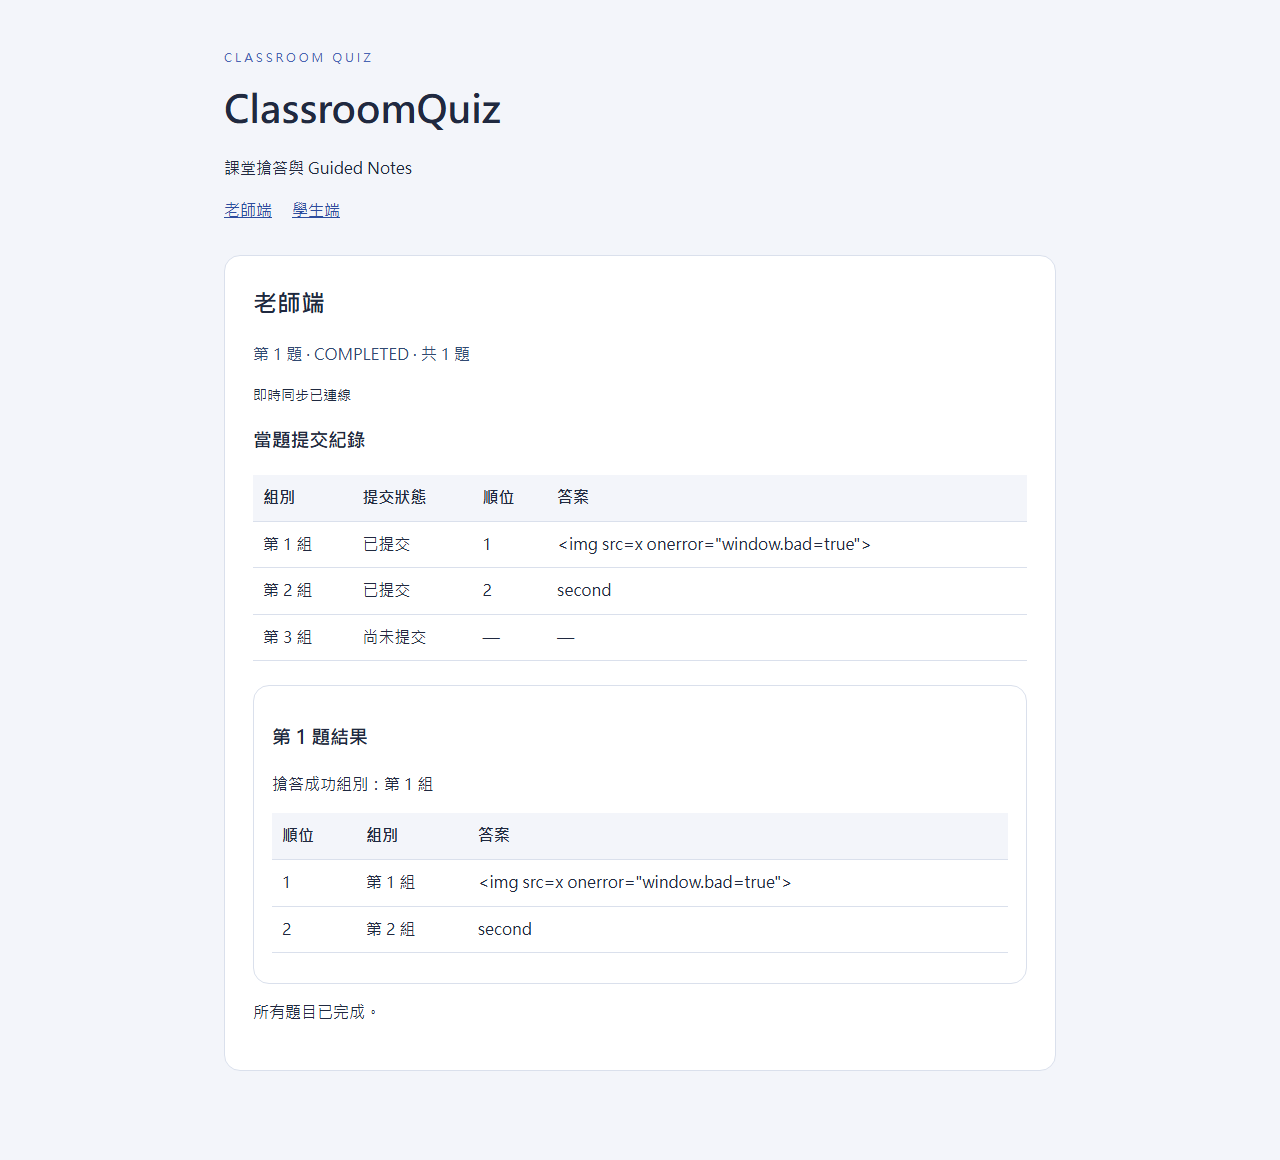 CLASSROOM QUIZ
ClassroomQuiz
課堂搶答與 Guided Notes
老師端 學生端
老師端
第 1 題 · COMPLETED · 共 1 題
即時同步已連線
當題提交紀錄
組別 提交狀態 順位 答案
第 1 組 已提交 1 <img src=x onerror="window.bad=true">
第 2 組 已提交 2 second
第 3 組 尚未提交 — —
第 1 題結果
搶答成功組別：第 1 組
順位 組別 答案
1 第 1 組 <img src=x onerror="window.bad=true">
2 第 2 組 second
所有題目已完成。